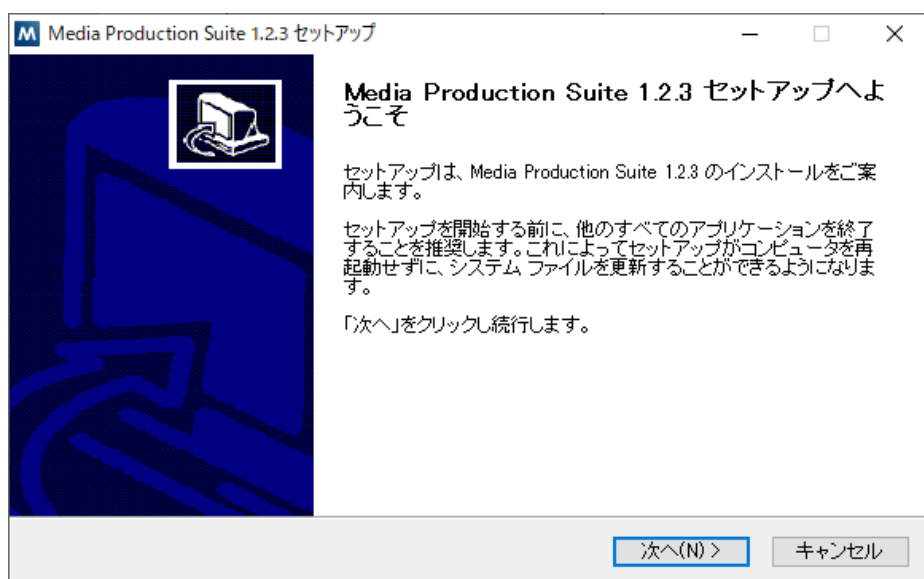 M Media Production Suite 1.2.3 セットアップ
Media Production Suite 1.2.3 セットアップへよ
うこそ
セットアップは、Media Production Suite 1.2.3 のインストールをご案
内します。
セットアップを開始する前に、他のすべてのアプリケーションを終了
することを推奨します。これによってセットアップがコンピュータを再
起動せずに、システム ファイルを更新することができるようになりま
す。
「次へ」をクリックし続行します。
次へ(N) >
キャンセル